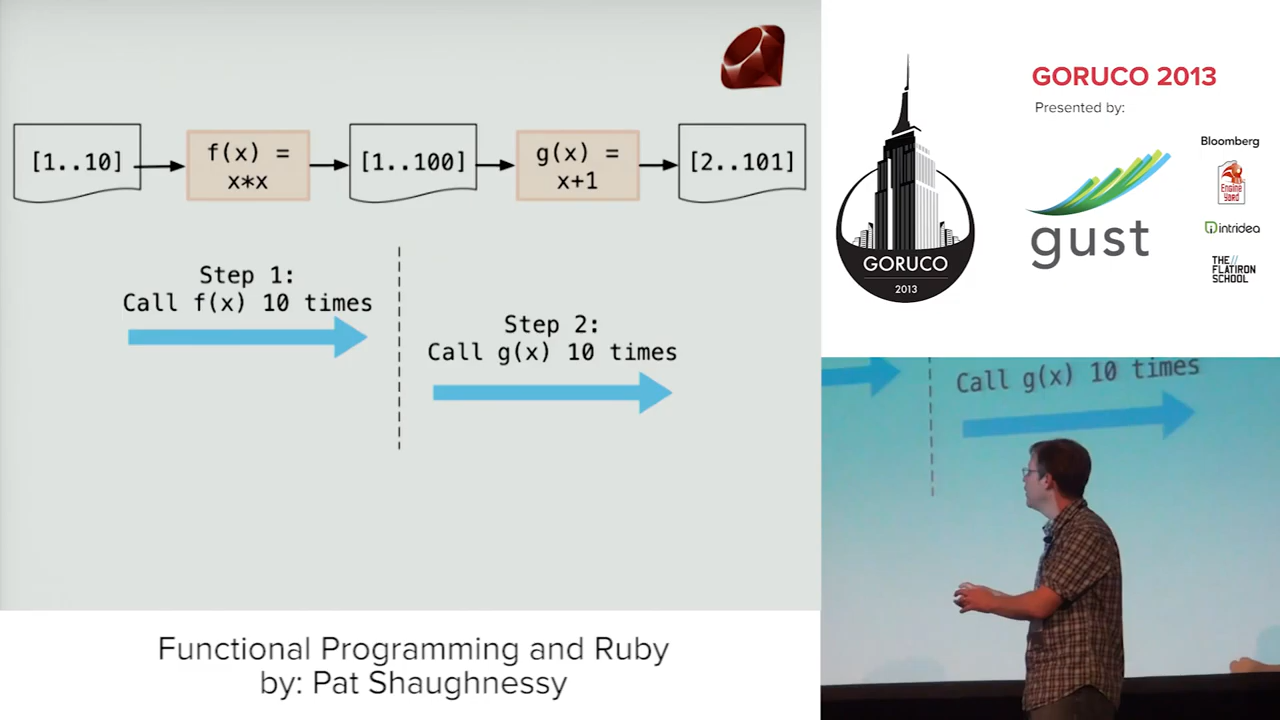 [1..10]
f(x) =
x*x
[1..100]
g(x) =
x+1
[2..101]
Step 1:
Call f(x) 10 times
Step 2:
Call g(x) 10 times
Functional Programming and Ruby
by: Pat Shaughnessy
GORUCO 2013
Presented by:
GORUCO
2013
gust
Bloomberg
Engine
Yard
intridea
THE//
FLATIRON
SCHOOL
Call g(x) 10 times